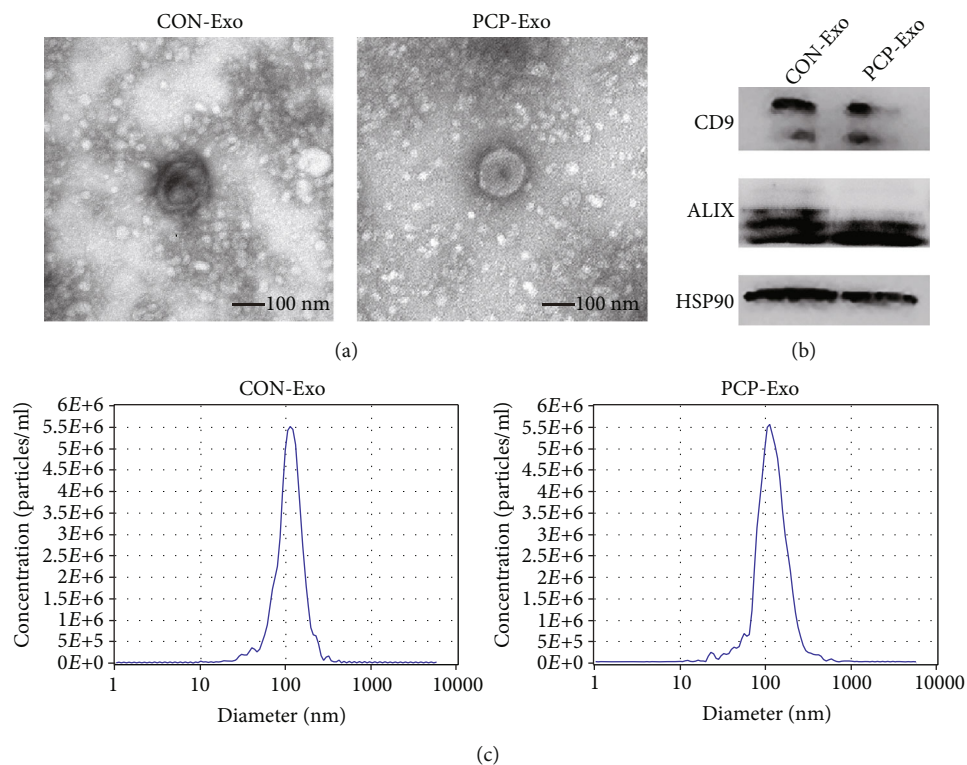 CON-Exo
PCP-Exo
100 nm
100 nm
(a)
CON-Exo
PCP-Exo
CD9
ALIX
HSP90
(b)
CON-Exo
Concentration (particles/ml)
6E+6
5.5E+6
5E+6
4.5E+6
4E+6
3.5E+6
3E+6
2.5E+6
2E+6
1.5E+6
1E+6
5E+5
0E+0
1
10
100
1000
10000
Diameter (nm)
PCP-Exo
Concentration (particles/ml)
6E+6
5.5E+6
5E+6
4.5E+6
4E+6
3.5E+6
3E+6
2.5E+6
2E+6
1.5E+6
1E+6
5E+5
0E+0
1
10
100
1000
10000
Diameter (nm)
(c)